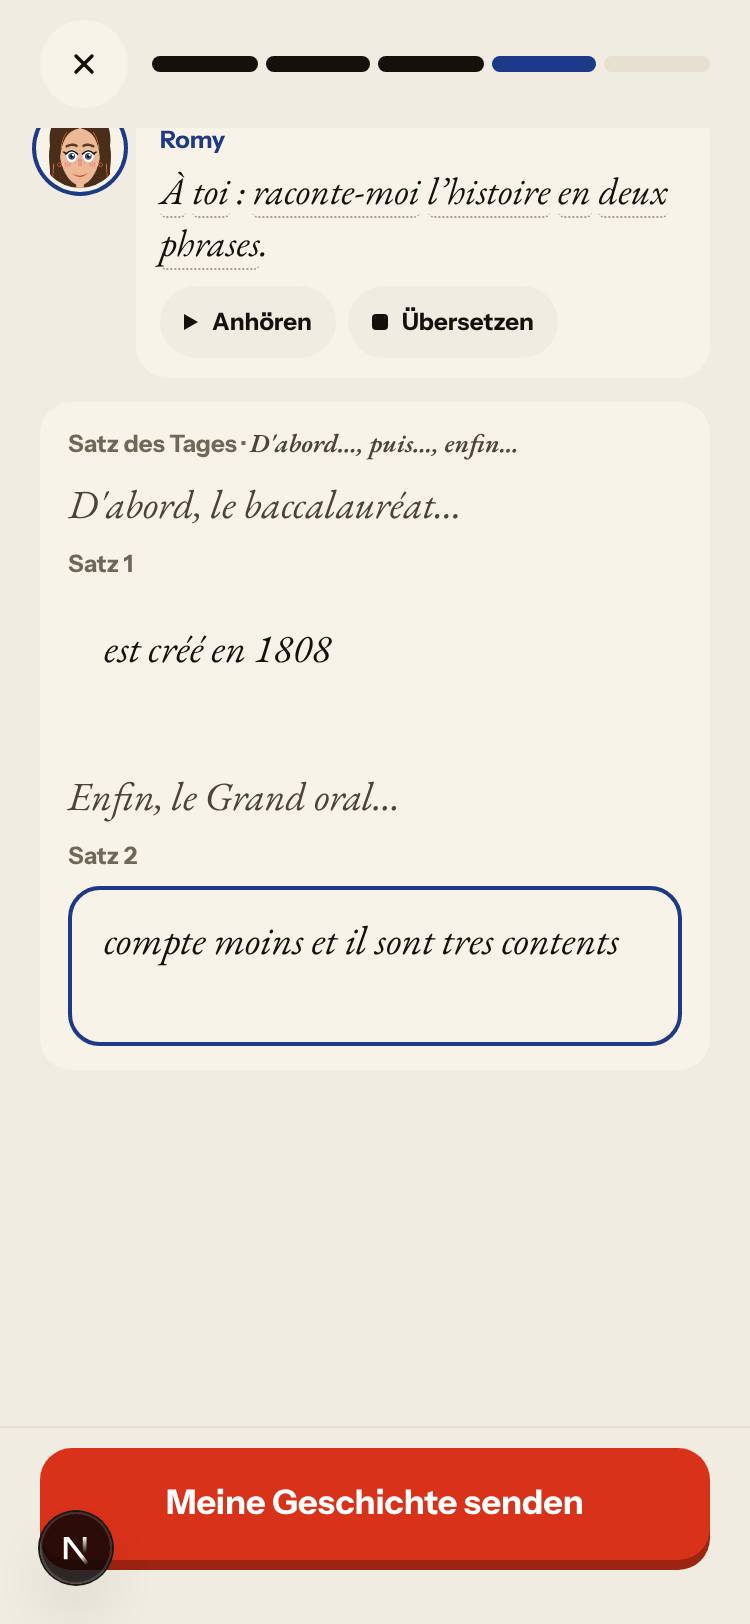 Romy
À toi : raconte-moi l’histoire en deux
phrases.
Anhören
Übersetzen
Satz des Tages · D'abord..., puis..., enfin...
D'abord, le baccalauréat...
Satz 1
est créé en 1808
Enfin, le Grand oral...
Satz 2
compte moins et il sont tres contents
Meine Geschichte senden
N